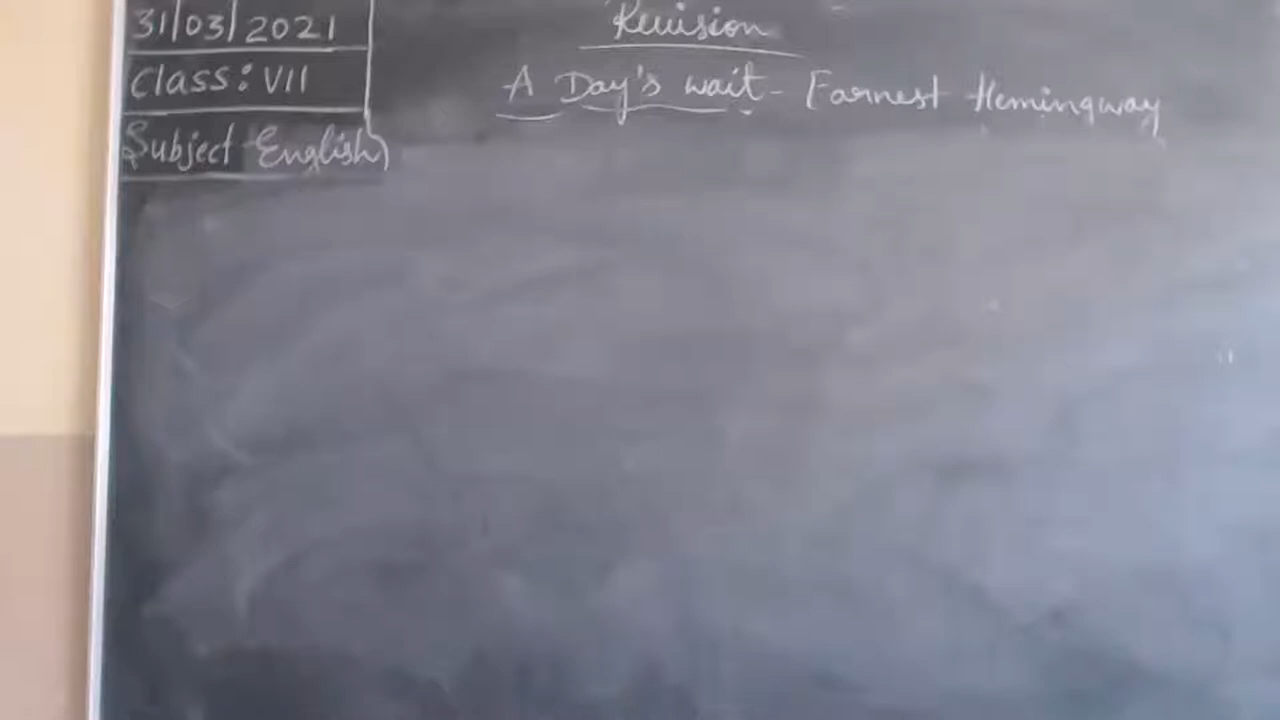 31/03/2021
Class: VII
Subject English
Revision
A Day's wait - Earnest Hemingway